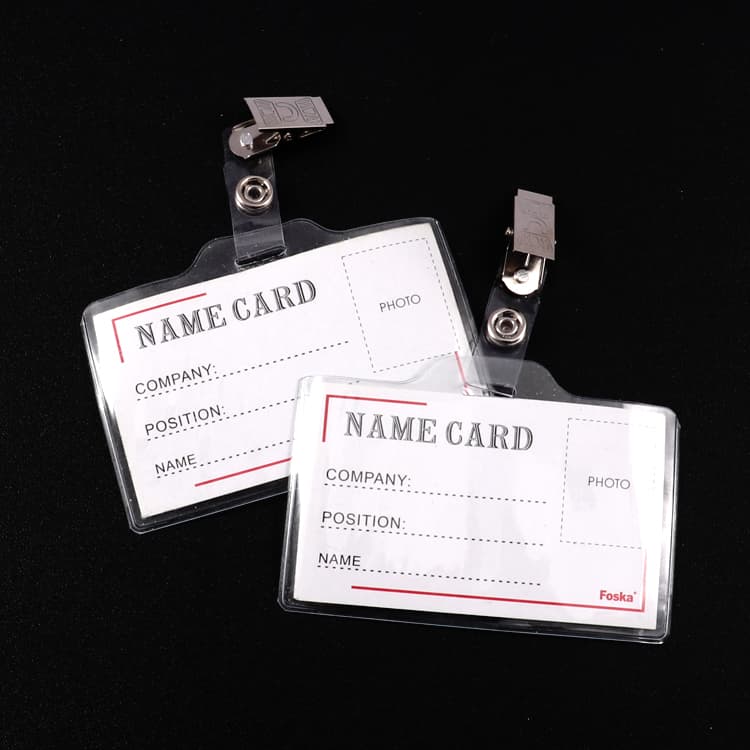 NAME CARD
PHOTO
COMPANY:
POSITION:
NAME
NAME CARD
PHOTO
COMPANY:
POSITION:
NAME
Foska